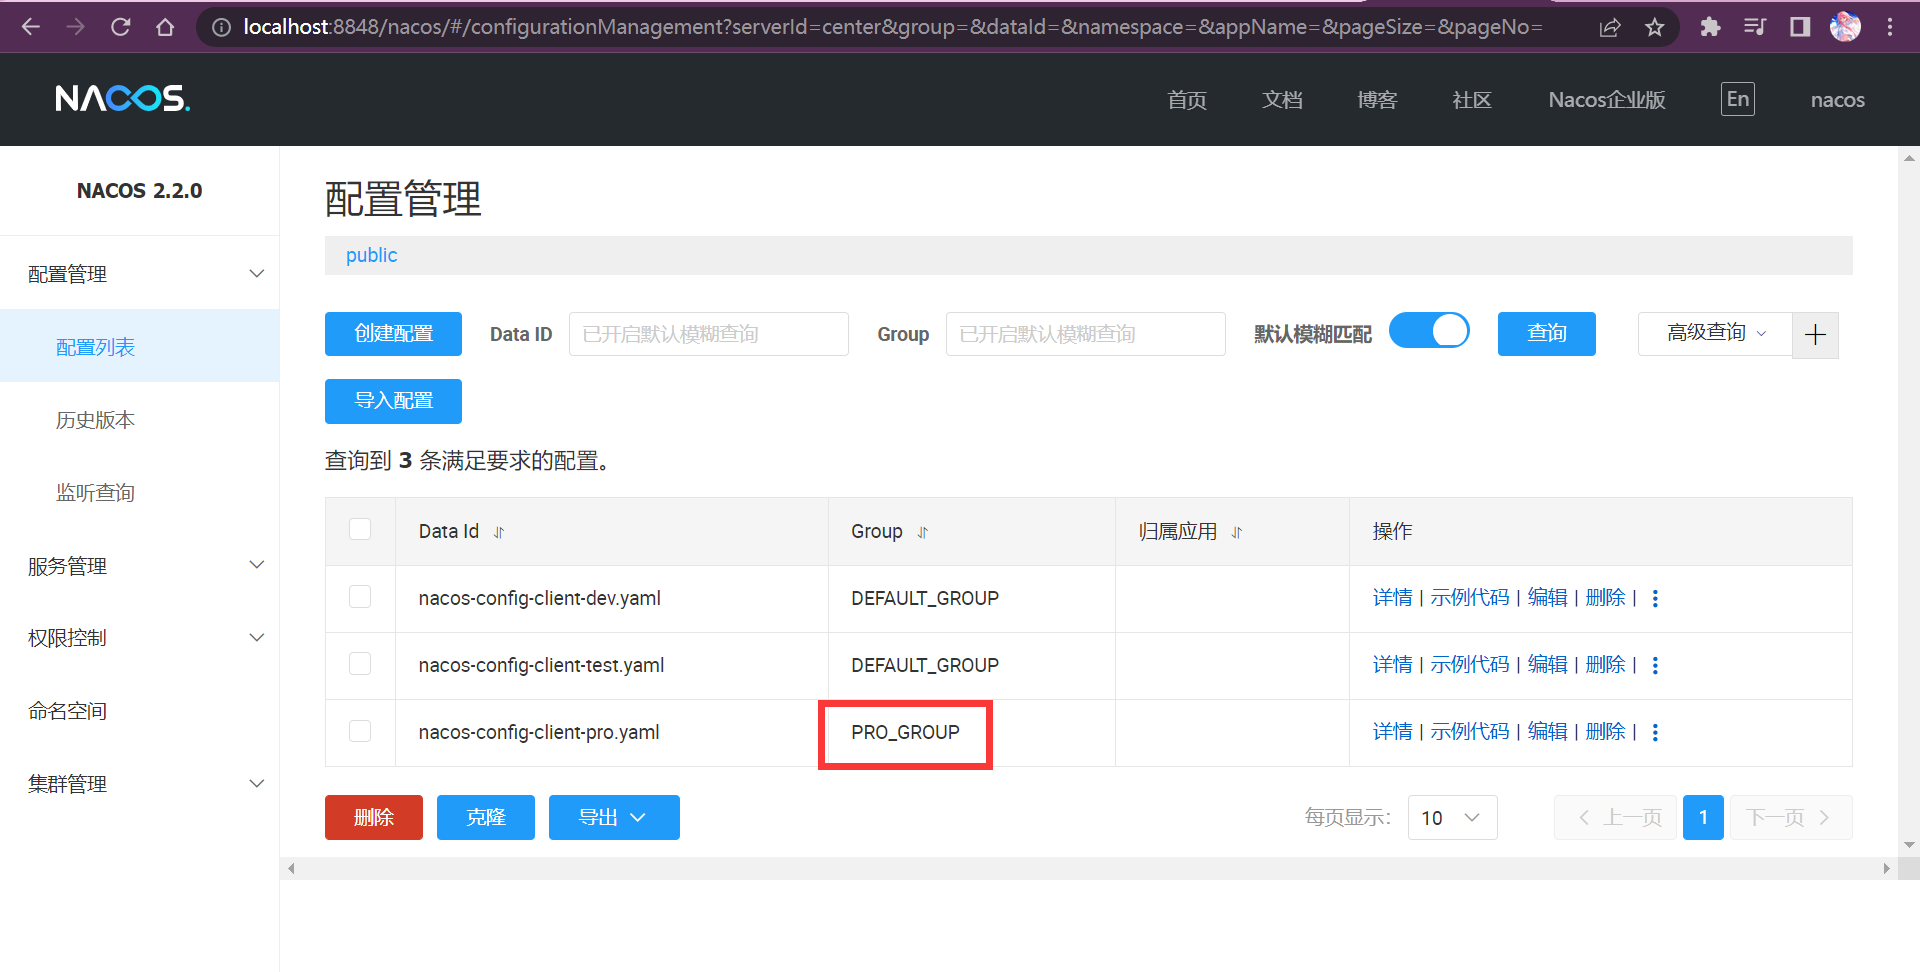 localhost:8848/nacos/#/configurationManagement?serverId=center&group=&dataId=&namespace=&appName=&pageSize=&pageNo=
NACOS. 首页 文档 博客 社区 Nacos企业版 En nacos
NACOS 2.2.0
配置管理
配置列表
历史版本
监听查询
服务管理
权限控制
命名空间
集群管理
配置管理
public
创建配置 Data ID 已开启默认模糊查询 Group 已开启默认模糊查询 默认模糊匹配 查询 高级查询
导入配置
查询到 3 条满足要求的配置。
Data Id Group 归属应用 操作
nacos-config-client-dev.yaml DEFAULT_GROUP 详情 | 示例代码 | 编辑 | 删除 |
nacos-config-client-test.yaml DEFAULT_GROUP 详情 | 示例代码 | 编辑 | 删除 |
nacos-config-client-pro.yaml PRO_GROUP 详情 | 示例代码 | 编辑 | 删除 |
删除 克隆 导出 每页显示: 10 上一页 1 下一页